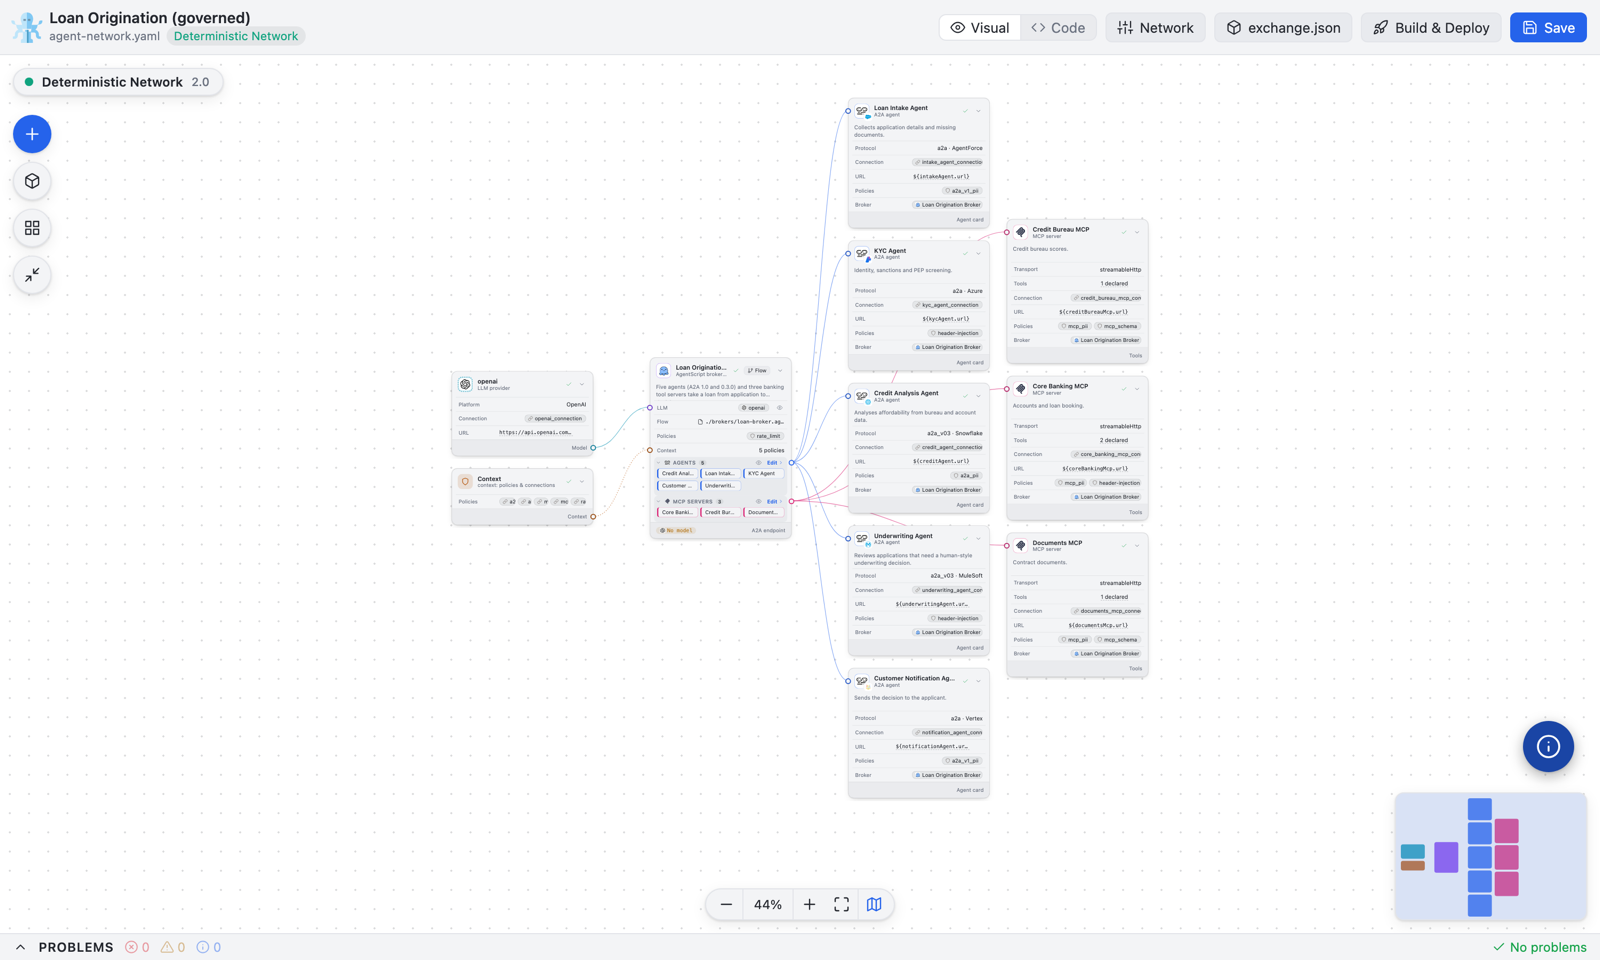 Loan Origination (governed)
agent-network.yaml Deterministic Network
Visual Code Network exchange.json Build & Deploy Save
Deterministic Network 2.0
openai
LLM provider
Platform OpenAI
Connection openai_connection
URL https://api.openai.com…
Model
Context
context: policies & connections
Policies
Context
Loan Originatio...
AgentScript broker...
Flow
Five agents (A2A 1.0 and 0.3.0) and three banking
tool servers take a loan from application to...
LLM openai
Flow ./brokers/loan-broker.ag…
Policies rate_limit
Context 5 policies
AGENTS 5 Edit
Credit Anal... Loan Intak... KYC Agent
Customer ... Underwriti...
MCP SERVERS 3 Edit
Core Banki... Credit Bur... Document...
No model A2A endpoint
Loan Intake Agent
A2A agent
Collects application details and missing
documents.
Protocol a2a · AgentForce
Connection intake_agent_connectio
URL ${intakeAgent.url}
Policies a2a_v1_pii
Broker Loan Origination Broker
Agent card
KYC Agent
A2A agent
Identity, sanctions and PEP screening.
Protocol a2a · Azure
Connection kyc_agent_connection
URL ${kycAgent.url}
Policies header-injection
Broker Loan Origination Broker
Agent card
Credit Analysis Agent
A2A agent
Analyses affordability from bureau and account
data.
Protocol a2a_v03 · Snowflake
Connection credit_agent_connectio
URL ${creditAgent.url}
Policies a2a_pii
Broker Loan Origination Broker
Agent card
Underwriting Agent
A2A agent
Reviews applications that need a human-style
underwriting decision.
Protocol a2a_v03 · MuleSoft
Connection underwriting_agent_con
URL ${underwritingAgent.ur…
Policies header-injection
Broker Loan Origination Broker
Agent card
Customer Notification Ag...
A2A agent
Sends the decision to the applicant.
Protocol a2a · Vertex
Connection notification_agent_conn
URL ${notificationAgent.ur…
Policies a2a_v1_pii
Broker Loan Origination Broker
Agent card
Credit Bureau MCP
MCP server
Credit bureau scores.
Transport streamableHttp
Tools 1 declared
Connection credit_bureau_mcp_con
URL ${creditBureauMcp.url}
Policies mcp_pii mcp_schema
Broker Loan Origination Broker
Tools
Core Banking MCP
MCP server
Accounts and loan booking.
Transport streamableHttp
Tools 2 declared
Connection core_banking_mcp_con
URL ${coreBankingMcp.url}
Policies mcp_pii header-injection
Broker Loan Origination Broker
Tools
Documents MCP
MCP server
Contract documents.
Transport streamableHttp
Tools 1 declared
Connection documents_mcp_conne
URL ${documentsMcp.url}
Policies mcp_pii mcp_schema
Broker Loan Origination Broker
Tools
44%
PROBLEMS 0 0 0
No problems